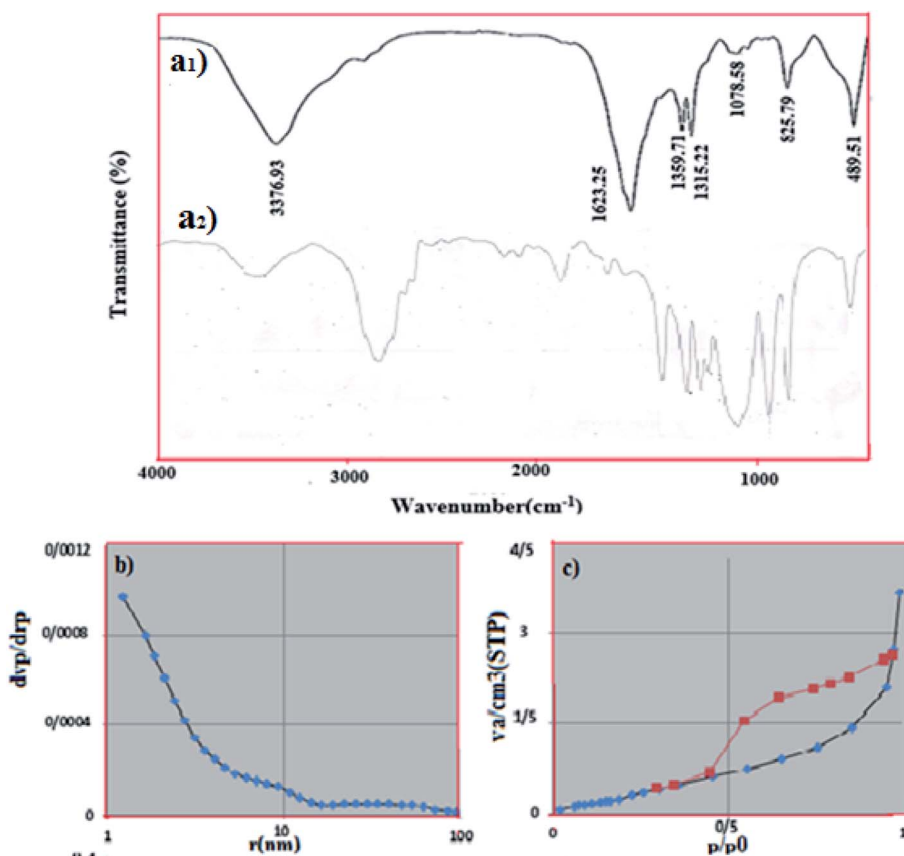 a1)
3376.93
1623.25
1359.71
1315.22
1078.58
825.79
489.51
a2)
Transmittance (%)
4000
3000
2000
1000
Wavenumber(cm-1)
b)
0/0012
0/0008
0/0004
0
dvp/drp
1
10
100
r(nm)
c)
4/5
3
1/5
0
va/cm3(STP)
0
0/5
1
p/p0